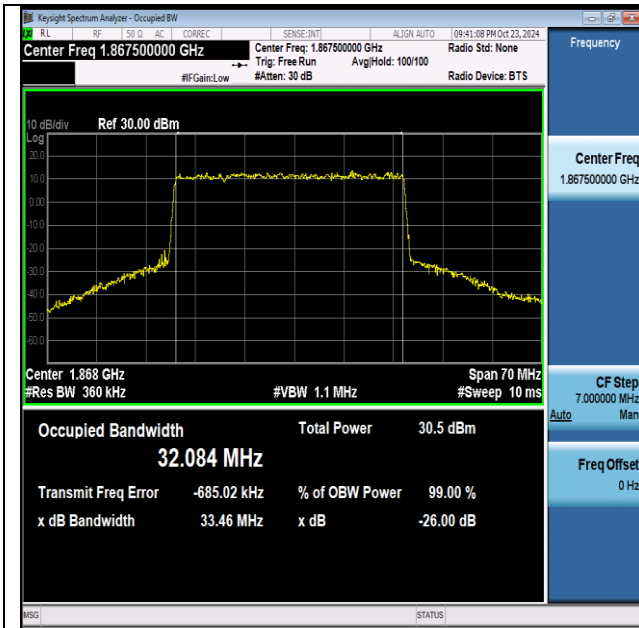 Keysight Spectrum Analyzer - Occupied BW
RL RF 50 Ω AC CORREC SENSE:INT ALIGN AUTO 09:41:08 PM Oct 23, 2024
Center Freq 1.867500000 GHz
Center Freq: 1.867500000 GHz
Radio Std: None
Trig: Free Run Avg|Hold: 100/100
#IFGain:Low #Atten: 30 dB Radio Device: BTS
10 dB/div Ref 30.00 dBm
Log
20.0
10.0
0.00
-10.0
-20.0
-30.0
-40.0
-50.0
-60.0
Center 1.868 GHz Span 70 MHz
#Res BW 360 kHz #VBW 1.1 MHz #Sweep 10 ms
Occupied Bandwidth Total Power 30.5 dBm
32.084 MHz
Transmit Freq Error -685.02 kHz % of OBW Power 99.00 %
x dB Bandwidth 33.46 MHz x dB -26.00 dB
Frequency
Center Freq
1.867500000 GHz
CF Step
7.000000 MHz
Auto Man
Freq Offset
0 Hz
MSG STATUS